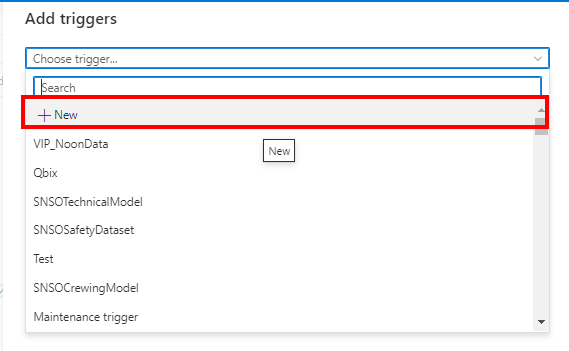 Add triggers
Choose trigger...
Search
+ New
VIP_NoonData
New
Qbix
SNSOTechnicalModel
SNSOSafetyDataset
Test
SNSOCrewingModel
Maintenance trigger